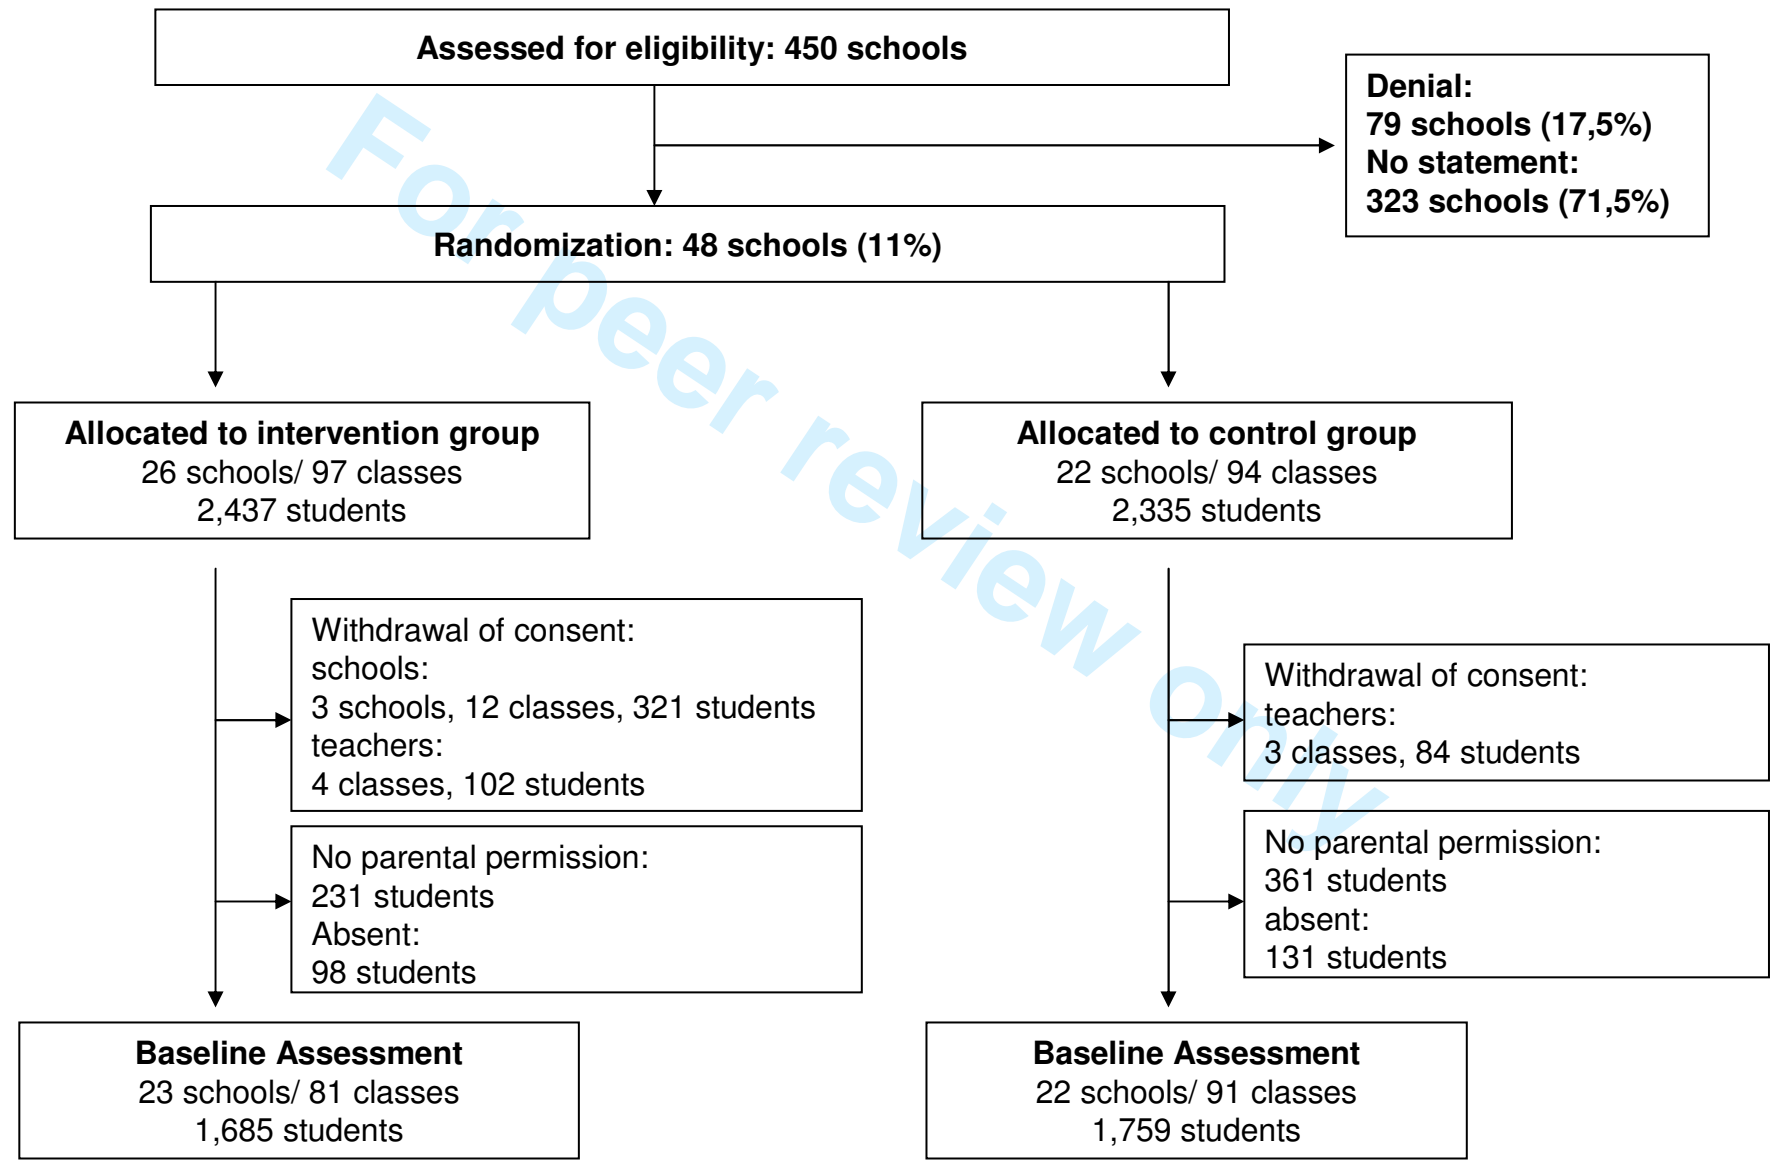 Assessed for eligibility: 450 schools
Denial:
79 schools (17,5%)
No statement:
323 schools (71,5%)
Randomization: 48 schools (11%)
Allocated to intervention group
26 schools/ 97 classes
2,437 students
Allocated to control group
22 schools/ 94 classes
2,335 students
Withdrawal of consent:
schools:
3 schools, 12 classes, 321 students
teachers:
4 classes, 102 students
Withdrawal of consent:
teachers:
3 classes, 84 students
No parental permission:
231 students
Absent:
98 students
No parental permission:
361 students
absent:
131 students
Baseline Assessment
23 schools/ 81 classes
1,685 students
Baseline Assessment
22 schools/ 91 classes
1,759 students
For peer review only